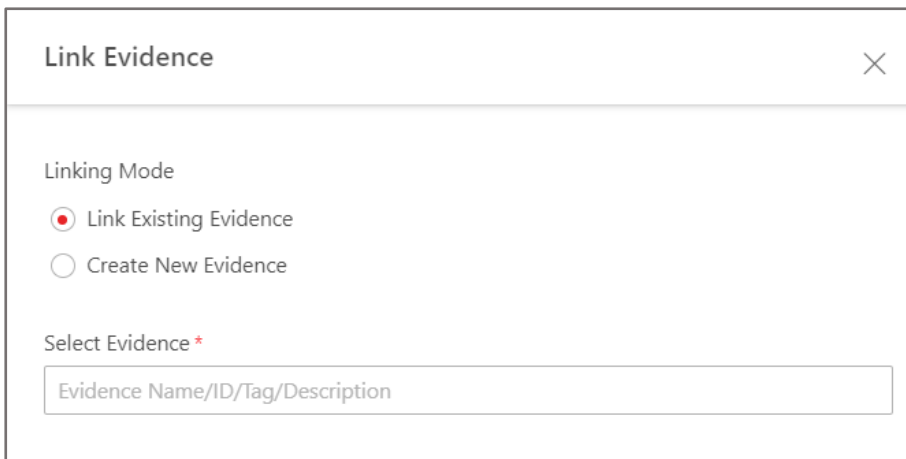 Link Evidence
Linking Mode
Link Existing Evidence
Create New Evidence
Select Evidence *
Evidence Name/ID/Tag/Description